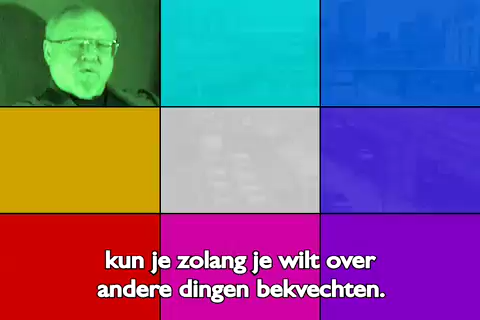 kun je zolang je wilt over
andere dingen bekvechten.